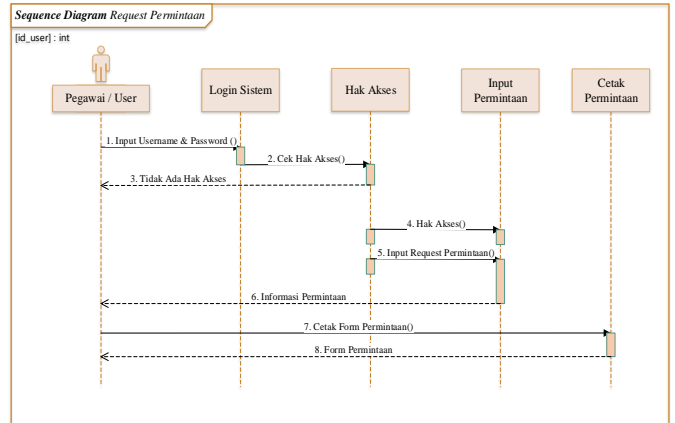 Sequence Diagram Request Permintaan
[id_user] : int
Pegawai / User
Login Sistem
Hak Akses
Input
Permintaan
Cetak
Permintaan
1. Input Username & Password ()
2. Cek Hak Akses()
3. Tidak Ada Hak Akses
4. Hak Akses()
5. Input Request Permintaan()
6. Informasi Permintaan
7. Cetak Form Permintaan()
8. Form Permintaan